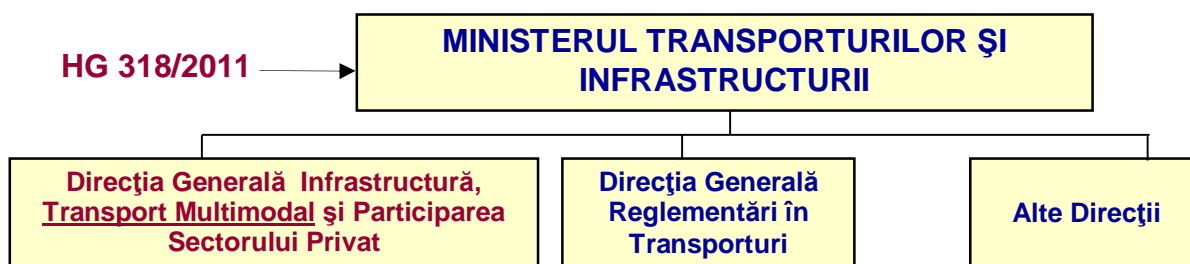 HG 318/2011
MINISTERUL TRANSPORTURILOR ŞI
INFRASTRUCTURII
Direcţia Generală Infrastructură,
Transport Multimodal şi Participarea
Sectorului Privat
Direcţia Generală
Reglementări în
Transporturi
Alte Direcţii